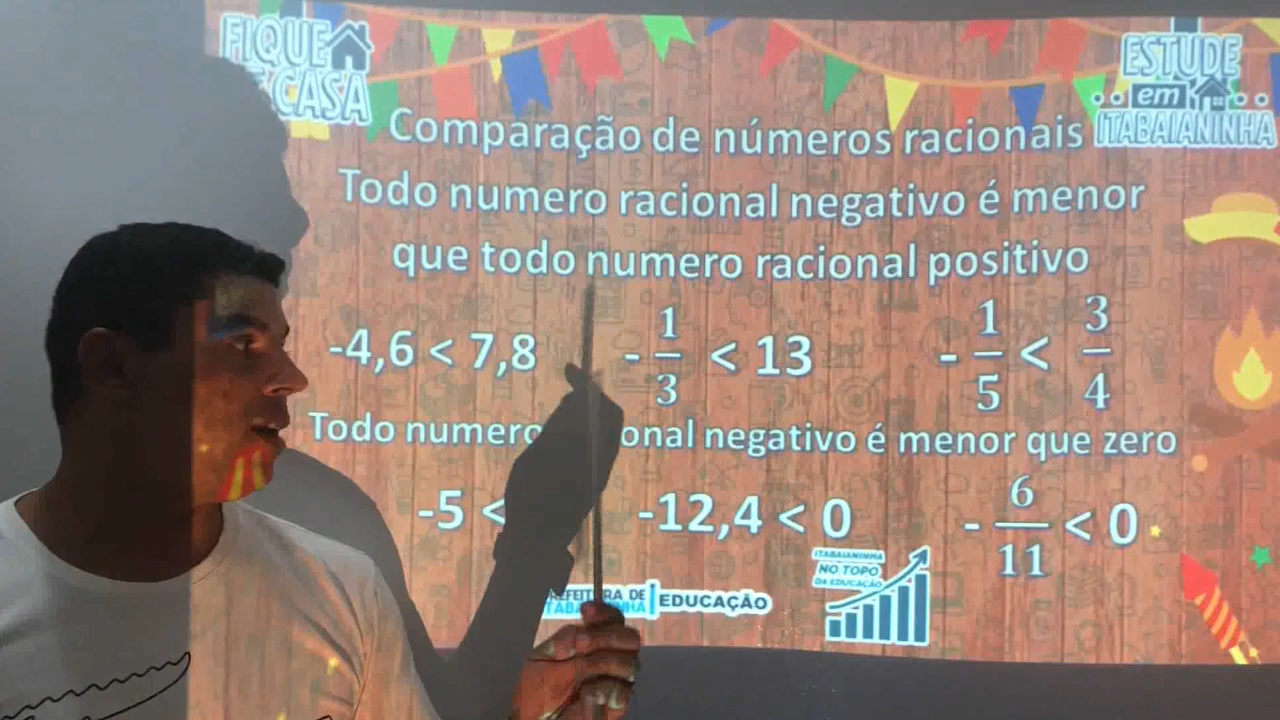 FIQUE
CASA
ESTUDE
em
ITABAIANINHA
Comparação de números racionais
Todo numero racional negativo é menor
que todo numero racional positivo
-4,6 < 7,8   - 1/3 < 13   - 1/5 < 3/4
Todo numero onal negativo é menor que zero
-5 <   -12,4 < 0   - 6/11 < 0
ITABAIANINHA
NO TOPO
DA EDUCAÇÃO
DE
EDUCAÇÃO